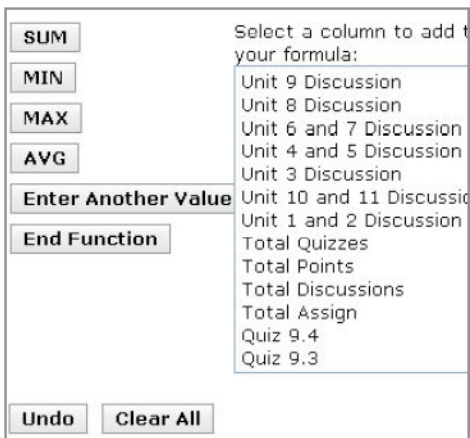 SUM
MIN
MAX
AVG
Enter Another Value
End Function
Select a column to add
your formula:
Unit 9 Discussion
Unit 8 Discussion
Unit 6 and 7 Discussion
Unit 4 and 5 Discussion
Unit 3 Discussion
Unit 10 and 11 Discussio
Unit 1 and 2 Discussion
Total Quizzes
Total Points
Total Discussions
Total Assign
Quiz 9.4
Quiz 9.3
Undo
Clear All